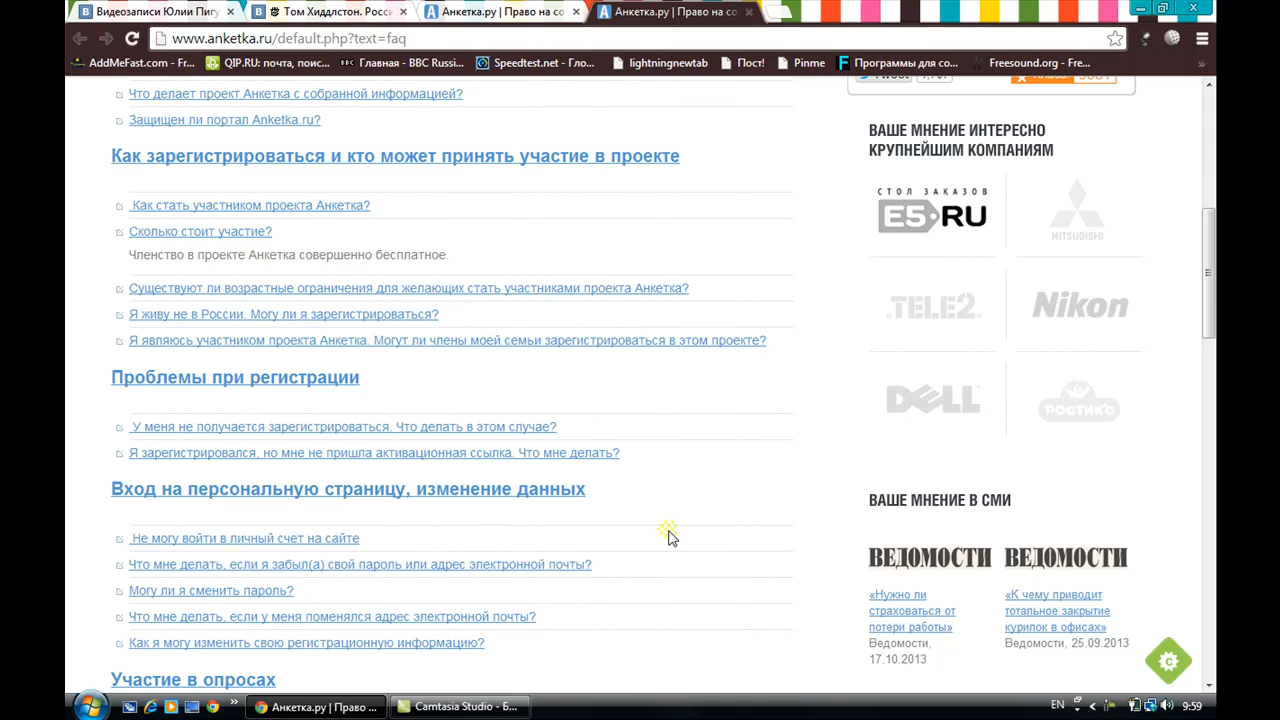 Видеозаписи Юлии Пигу
Том Хиддлстон. Росси
Анкетка.ру | Право на со
Анкетка.ру | Право на со
www.anketka.ru/default.php?text=faq
AddMeFast.com - Fr...
QIP.RU: почта, поис...
BBC Главная - BBC Russi...
Speedtest.net - Гло...
lightningnewtab
Пост!
Pinme
Программы для со...
Freesound.org - Fre...
»
Что делает проект Анкетка с собранной информацией?
Защищен ли портал Anketka.ru?
Как зарегистрироваться и кто может принять участие в проекте
Как стать участником проекта Анкетка?
Сколько стоит участие?
Членство в проекте Анкетка совершенно бесплатное.
Существуют ли возрастные ограничения для желающих стать участниками проекта Анкетка?
Я живу не в России. Могу ли я зарегистрироваться?
Я являюсь участником проекта Анкетка. Могут ли члены моей семьи зарегистрироваться в этом проекте?
Проблемы при регистрации
У меня не получается зарегистрироваться. Что делать в этом случае?
Я зарегистрировался, но мне не пришла активационная ссылка. Что мне делать?
Вход на персональную страницу, изменение данных
Не могу войти в личный счет на сайте
Что мне делать, если я забыл(а) свой пароль или адрес электронной почты?
Могу ли я сменить пароль?
Что мне делать, если у меня поменялся адрес электронной почты?
Как я могу изменить свою регистрационную информацию?
Участие в опросах
ВАШЕ МНЕНИЕ ИНТЕРЕСНО
КРУПНЕЙШИМ КОМПАНИЯМ
СТОЛ ЗАКАЗОВ
E5.RU
MITSUBISHI
TELE2
Nikon
DELL
РОСТИКС
ВАШЕ МНЕНИЕ В СМИ
ВЕДОМОСТИ
«Нужно ли
страховаться от
потери работы»
Ведомости,
17.10.2013
ВЕДОМОСТИ
«К чему приводит
тотальное закрытие
курилок в офисах»
Ведомости, 25.09.2013
»
Анкетка.ру | Право ...
Camtasia Studio - Б...
EN
9:59